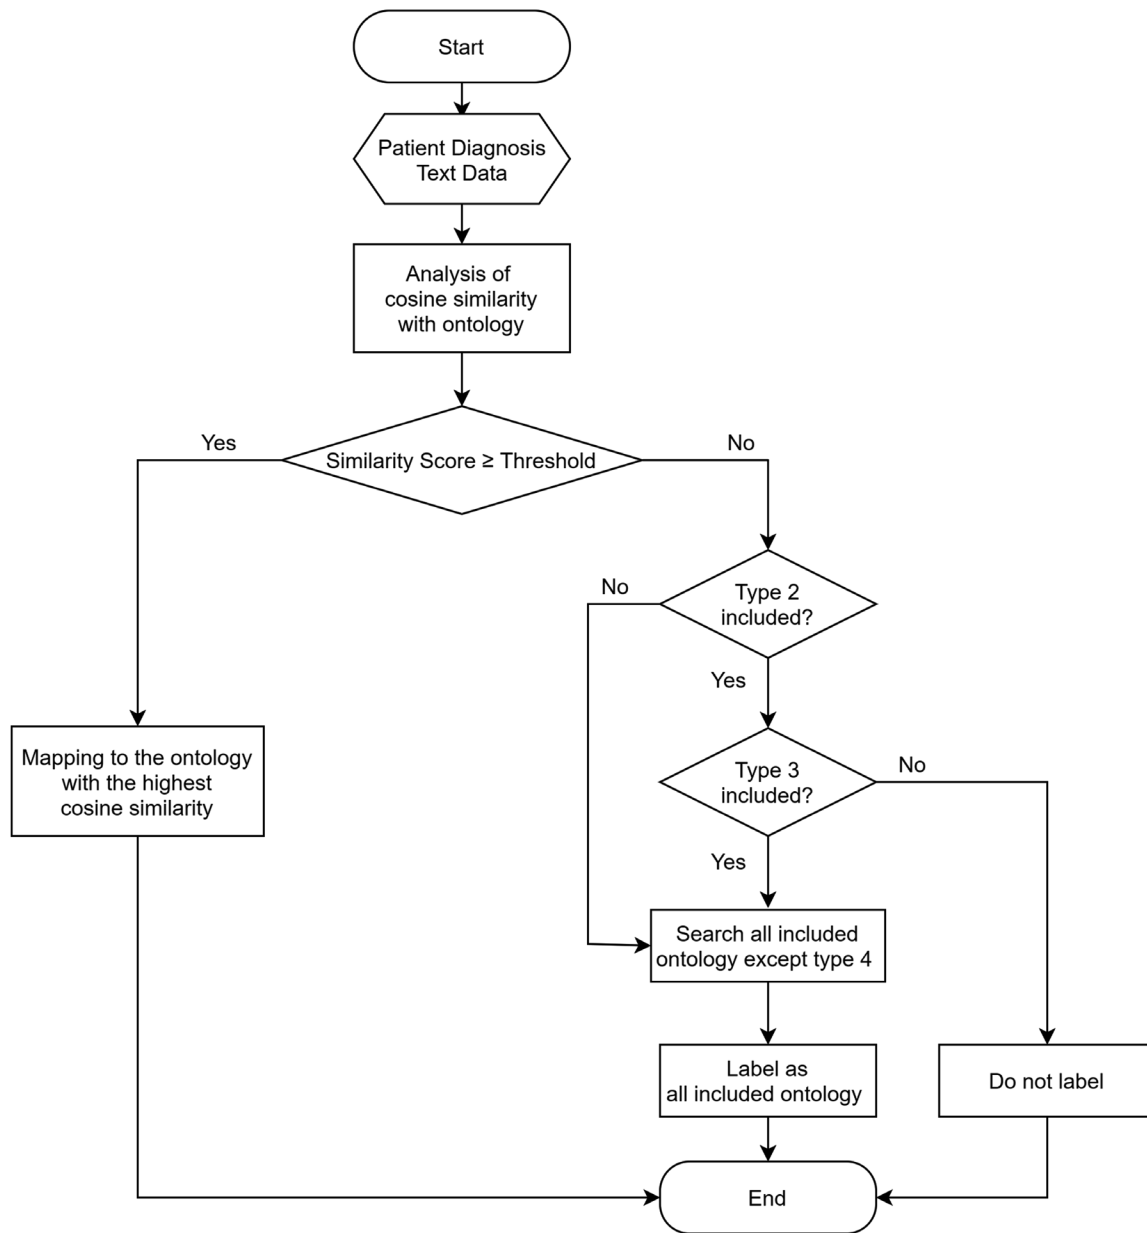 Start
Patient Diagnosis
Text Data
Analysis of
cosine similarity
with ontology
Yes
Similarity Score ≥ Threshold
No
No
Type 2
included?
Yes
Mapping to the ontology
with the highest
cosine similarity
Type 3
included?
No
Yes
Search all included
ontology except type 4
Label as
all included ontology
Do not label
End